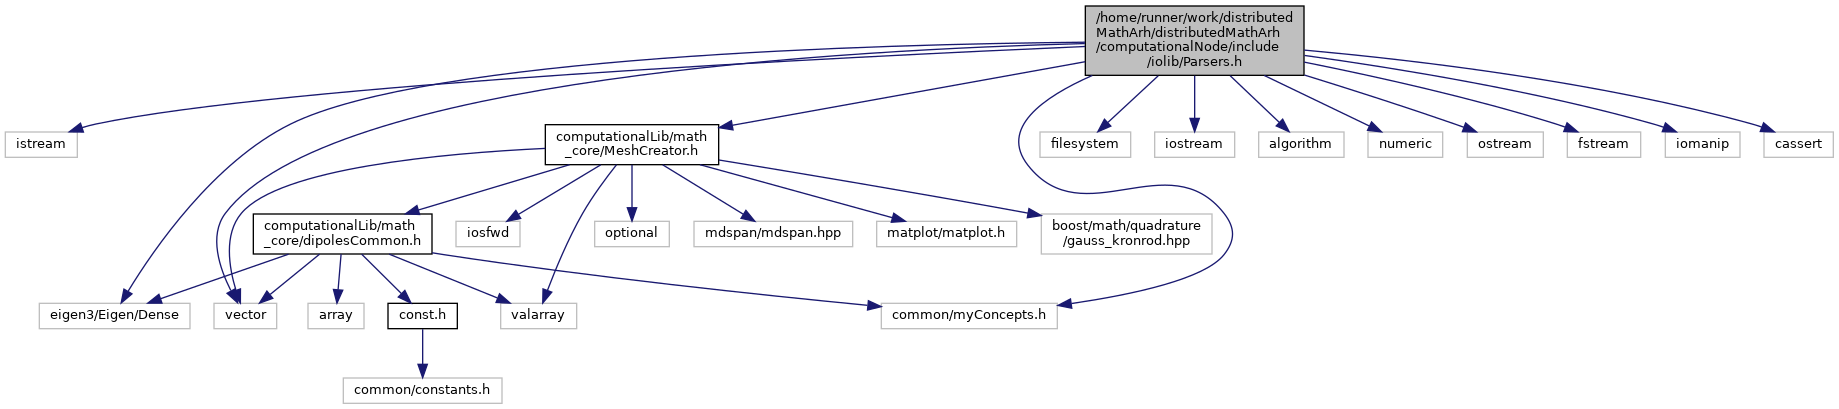 /home/runner/work/distributed
MathArh/distributedMathArh
/computationalNode/include
/iolib/Parsers.h
istream
computationalLib/math
_core/MeshCreator.h
filesystem
iostream
algorithm
numeric
ostream
fstream
iomanip
cassert
computationalLib/math
_core/dipolesCommon.h
iosfwd
optional
mdspan/mdspan.hpp
matplot/matplot.h
boost/math/quadrature
/gauss_kronrod.hpp
eigen3/Eigen/Dense
vector
array
const.h
valarray
common/myConcepts.h
common/constants.h